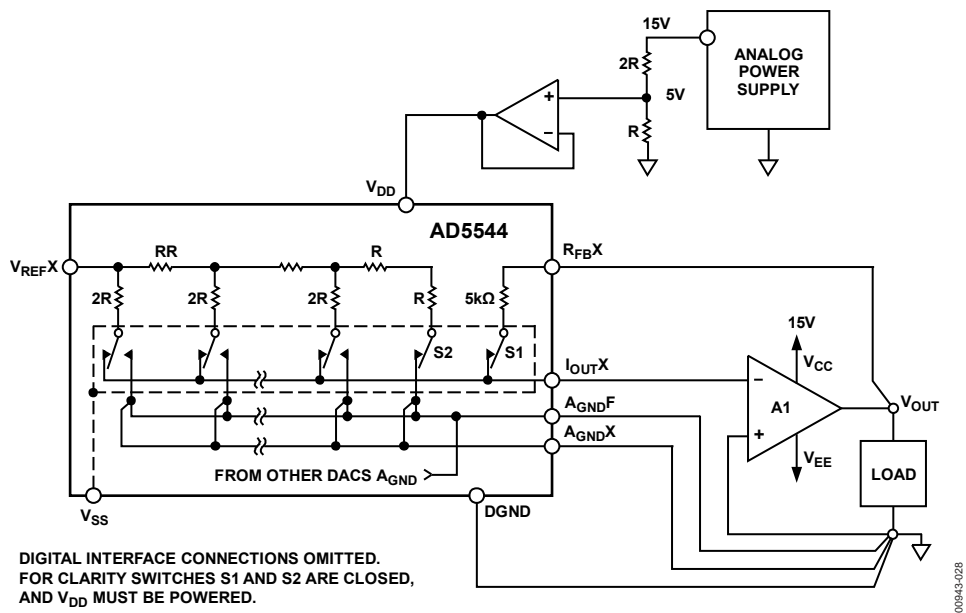 15V
2R
ANALOG
POWER
SUPPLY
5V
+
−
R
VDD
AD5544
VREFX
RR
R
RFBX
2R
2R
2R
R
5kΩ
S2
S1
15V
IOUTX
VCC
−
A1
VOUT
AGNDF
+
AGNDX
VEE
LOAD
FROM OTHER DACS AGND
VSS
DGND
DIGITAL INTERFACE CONNECTIONS OMITTED.
FOR CLARITY SWITCHES S1 AND S2 ARE CLOSED,
AND VDD MUST BE POWERED.
00943-028